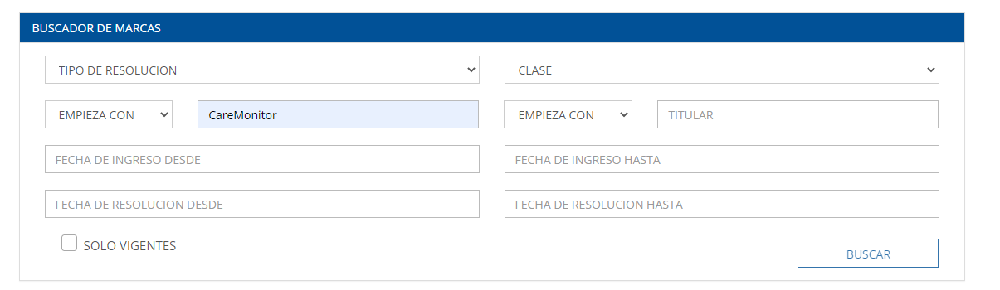 BUSCADOR DE MARCAS
TIPO DE RESOLUCION CLASE
EMPIEZA CON CareMonitor EMPIEZA CON TITULAR
FECHA DE INGRESO DESDE FECHA DE INGRESO HASTA
FECHA DE RESOLUCION DESDE FECHA DE RESOLUCION HASTA
SOLO VIGENTES BUSCAR